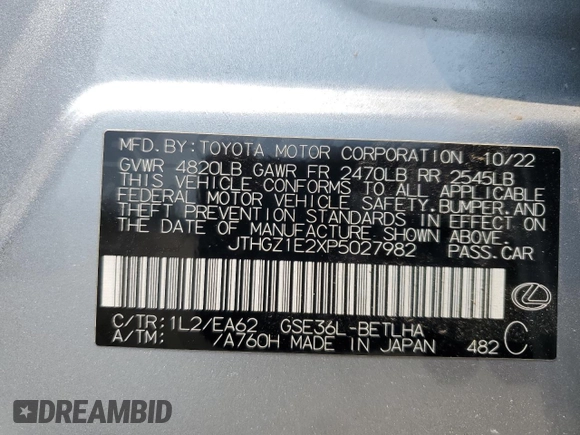 MFD. BY: TOYOTA MOTOR CORPORATION 10/22
GVWR 4820LB GAWR FR 2470LB RR 2545LB
THIS VEHICLE CONFORMS TO ALL APPLICABLE
FEDERAL MOTOR VEHICLE SAFETY, BUMPER, AND
THEFT PREVENTION STANDARDS IN EFFECT ON
THE DATE OF MANUFACTURE SHOWN ABOVE.
JTHGZ1E2XP5027982 PASS. CAR
C/TR: 1L2/EA62 GSE36L-BETLHA
A/TM: /A760H MADE IN JAPAN 482 C
DREAMBID